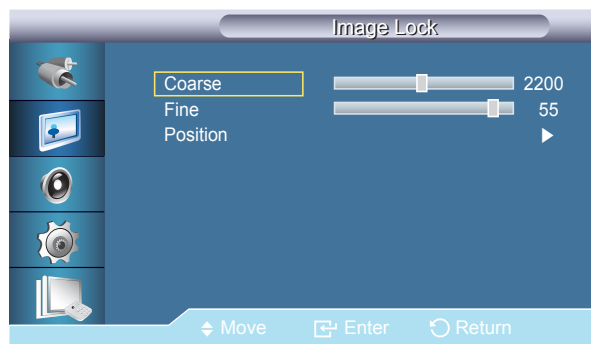 Image Lock
Coarse 2200
Fine 55
Position
Move Enter Return